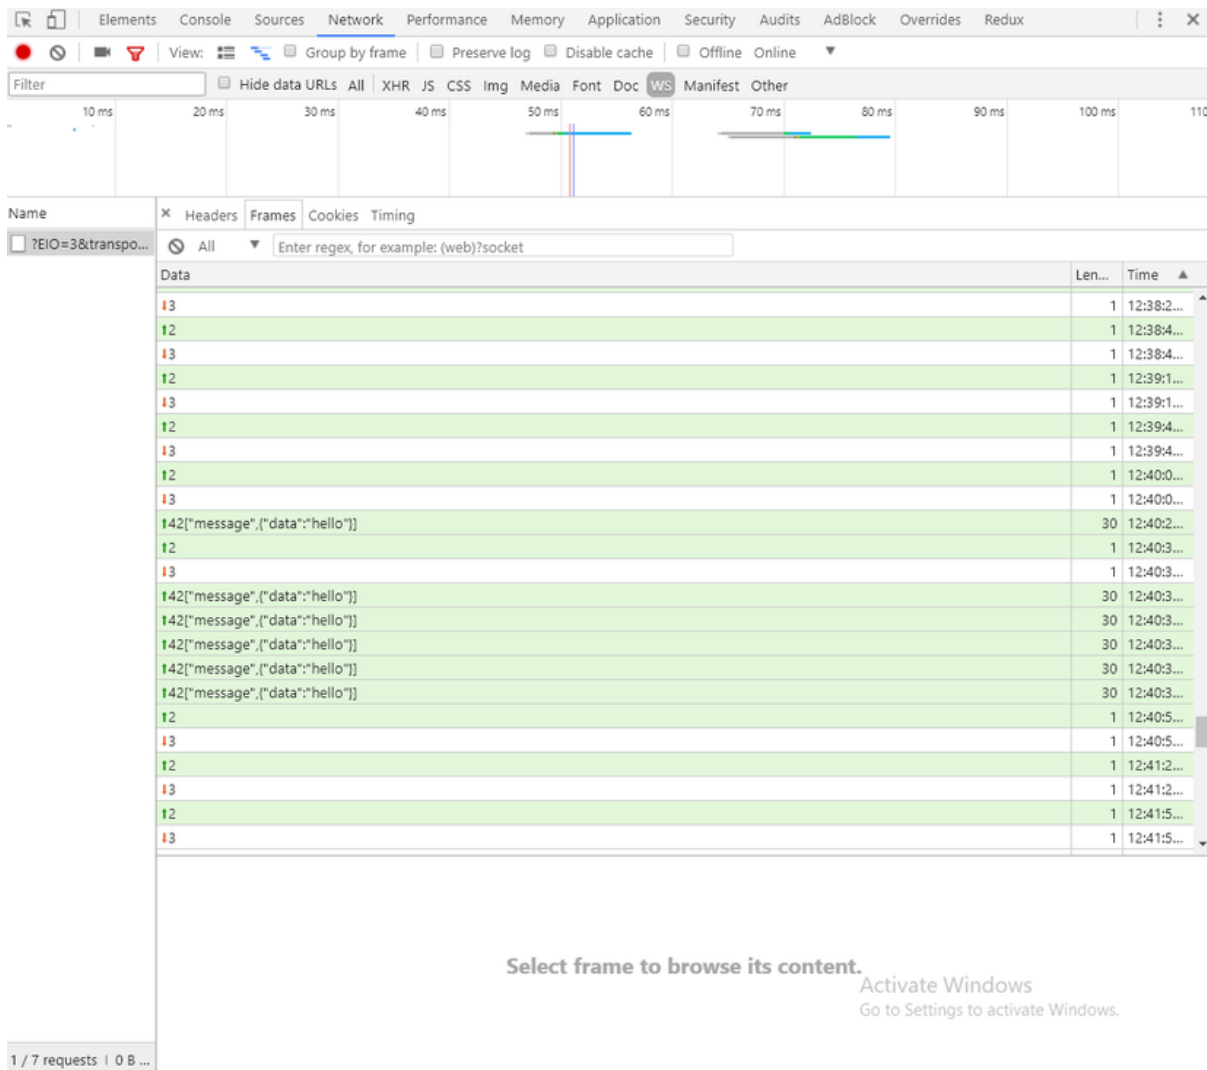 Elements Console Sources Network Performance Memory Application Security Audits AdBlock Overrides Redux
View: Group by frame Preserve log Disable cache Offline Online
Filter Hide data URLs All XHR JS CSS Img Media Font Doc WS Manifest Other
10 ms 20 ms 30 ms 40 ms 50 ms 60 ms 70 ms 80 ms 90 ms 100 ms 110
Name × Headers Frames Cookies Timing
?EIO=3&transpo... All Enter regex, for example: (web)?socket
Data Len... Time ▲
3 1 12:38:2...
2 1 12:38:4...
3 1 12:38:4...
2 1 12:39:1...
3 1 12:39:1...
2 1 12:39:4...
3 1 12:39:4...
2 1 12:40:0...
3 1 12:40:0...
42["message",{"data":"hello"}] 30 12:40:2...
2 1 12:40:3...
3 1 12:40:3...
42["message",{"data":"hello"}] 30 12:40:3...
42["message",{"data":"hello"}] 30 12:40:3...
42["message",{"data":"hello"}] 30 12:40:3...
42["message",{"data":"hello"}] 30 12:40:3...
42["message",{"data":"hello"}] 30 12:40:3...
2 1 12:40:5...
3 1 12:40:5...
2 1 12:41:2...
3 1 12:41:2...
2 1 12:41:5...
3 1 12:41:5...
Select frame to browse its content.
Activate Windows
Go to Settings to activate Windows.
1 / 7 requests | 0 B ...